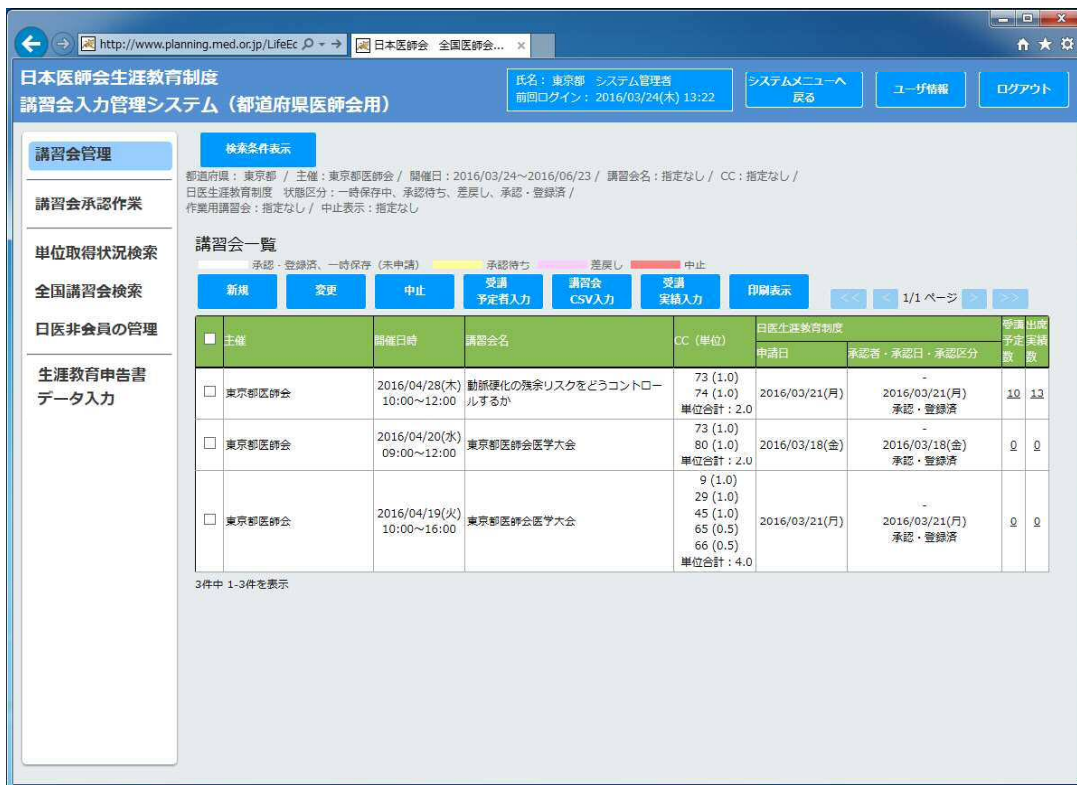 http://www.planning.med.or.jp/LifeEc
日本医師会　全国医師会...
日本医師会生涯教育制度
講習会入力管理システム（都道府県医師会用）
氏名： 東京都　システム管理者
前回ログイン： 2016/03/24(木) 13:22
システムメニューへ
戻る
ユーザ情報
ログアウト
講習会管理
講習会承認作業
単位取得状況検索
全国講習会検索
日医非会員の管理
生涯教育申告書
データ入力
検索条件表示
都道府県： 東京都 / 主催：東京都医師会 / 開催日：2016/03/24～2016/06/23 / 講習会名：指定なし / CC：指定なし /
日医生涯教育制度　状態区分：一時保存中、承認待ち、差戻し、承認・登録済 /
作業用講習会：指定なし / 中止表示：指定なし
講習会一覧
承認・登録済、一時保存（未申請） 承認待ち 差戻し 中止
新規
変更
中止
受講
予定者入力
講習会
CSV入力
受講
実績入力
印刷表示
<< < 1/1 ページ > >>
主催
開催日時
講習会名
CC（単位）
日医生涯教育制度
申請日
承認者・承認日・承認区分
受講
予定
数
出席
実績
数
東京都医師会
2016/04/28(木)
10:00～12:00
動脈硬化の残余リスクをどうコントロー
ルするか
73 (1.0)
74 (1.0)
単位合計：2.0
2016/03/21(月)
-
2016/03/21(月)
承認・登録済
10
13
東京都医師会
2016/04/20(水)
09:00～12:00
東京都医師会医学大会
73 (1.0)
80 (1.0)
単位合計：2.0
2016/03/18(金)
-
2016/03/18(金)
承認・登録済
0
0
東京都医師会
2016/04/19(火)
10:00～16:00
東京都医師会医学大会
9 (1.0)
29 (1.0)
45 (1.0)
65 (0.5)
66 (0.5)
単位合計：4.0
2016/03/21(月)
-
2016/03/21(月)
承認・登録済
0
0
3件中 1-3件を表示